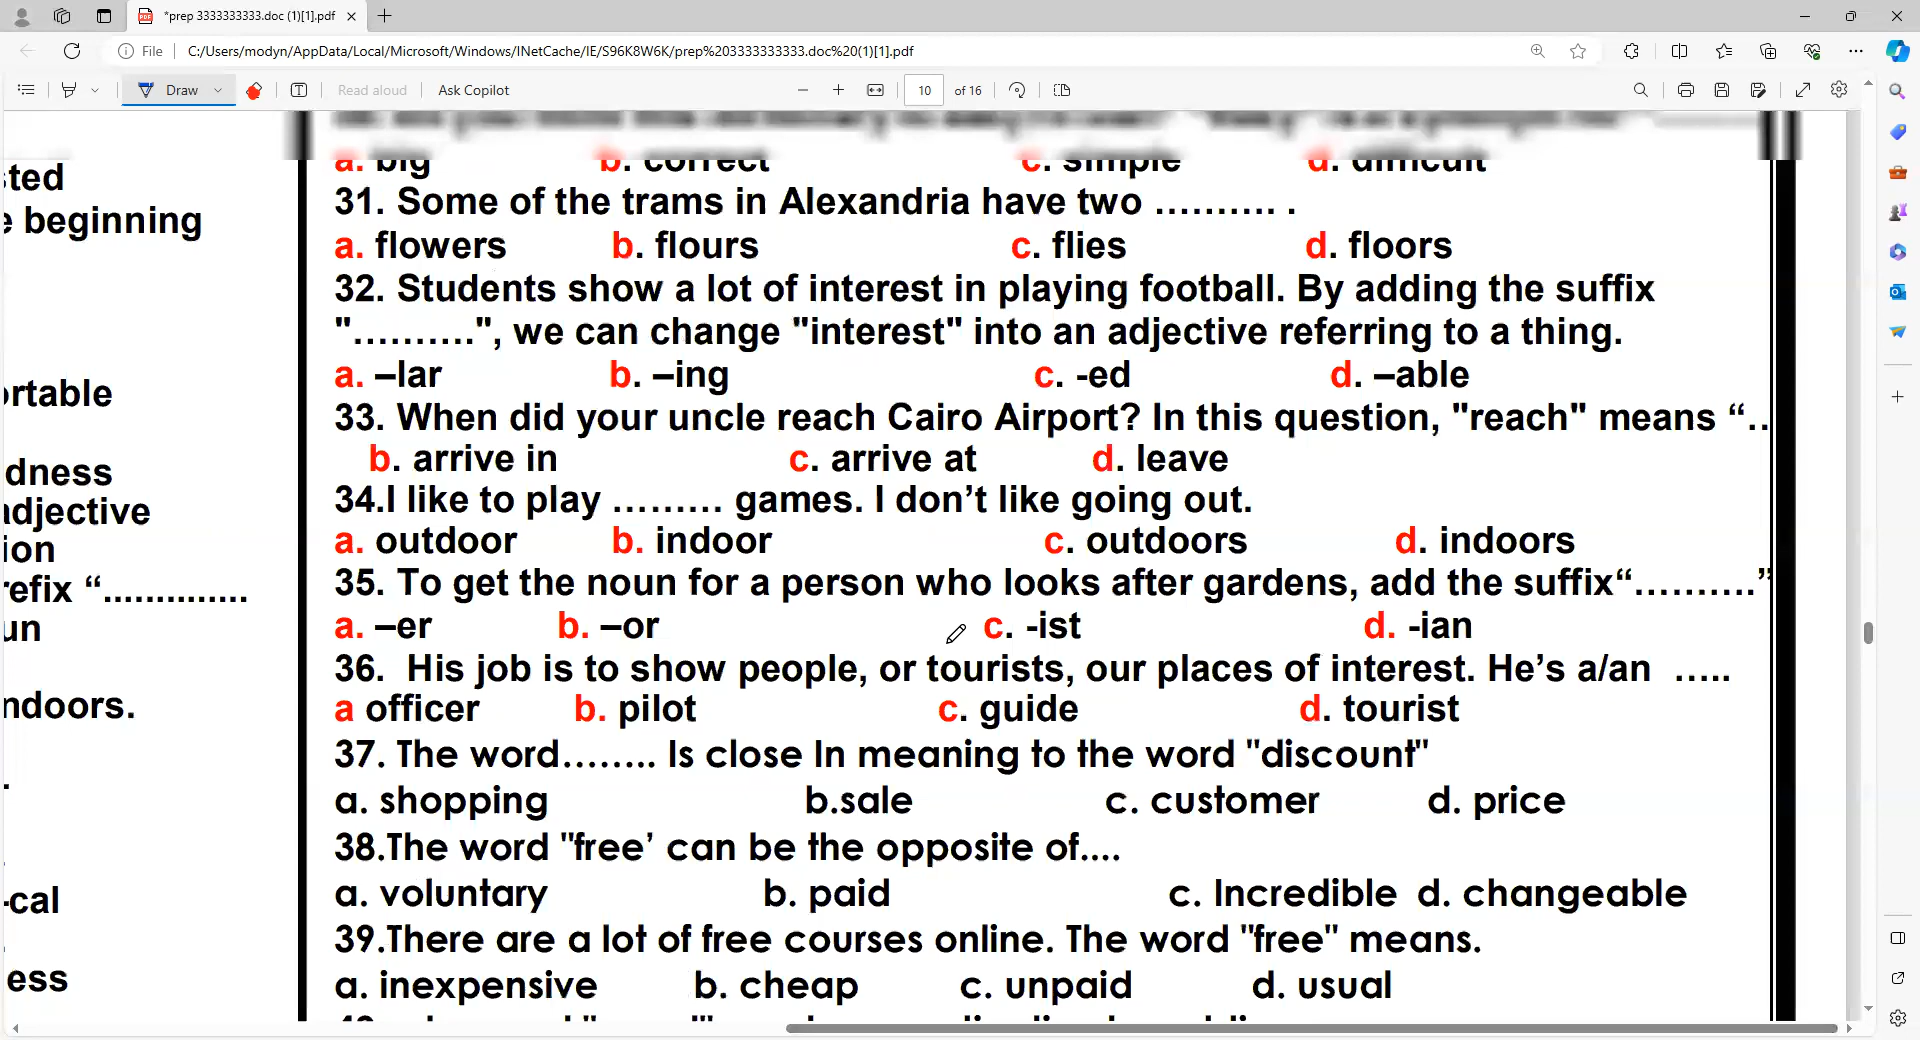 *prep 3333333333.doc (1)[1].pdf
File
C:/Users/modyn/AppData/Local/Microsoft/Windows/INetCache/IE/S96K8W6K/prep%203333333333.doc%20(1)[1].pdf
Draw
Read aloud
Ask Copilot
10 of 16
sted
e beginning
ortable
dness
adjective
ion
refix “..............
un
ndoors.
-cal
ess
a. big b. correct c. simple d. difficult
31. Some of the trams in Alexandria have two .......... .
a. flowers b. flours c. flies d. floors
32. Students show a lot of interest in playing football. By adding the suffix
"..........", we can change "interest" into an adjective referring to a thing.
a. –lar b. –ing c. -ed d. –able
33. When did your uncle reach Cairo Airport? In this question, "reach" means “..
b. arrive in c. arrive at d. leave
34.I like to play ......... games. I don’t like going out.
a. outdoor b. indoor c. outdoors d. indoors
35. To get the noun for a person who looks after gardens, add the suffix“..........”
a. –er b. –or c. -ist d. -ian
36. His job is to show people, or tourists, our places of interest. He’s a/an .....
a officer b. pilot c. guide d. tourist
37. The word........ Is close In meaning to the word "discount"
a. shopping b.sale c. customer d. price
38.The word "free’ can be the opposite of....
a. voluntary b. paid c. Incredible d. changeable
39.There are a lot of free courses online. The word "free" means.
a. inexpensive b. cheap c. unpaid d. usual